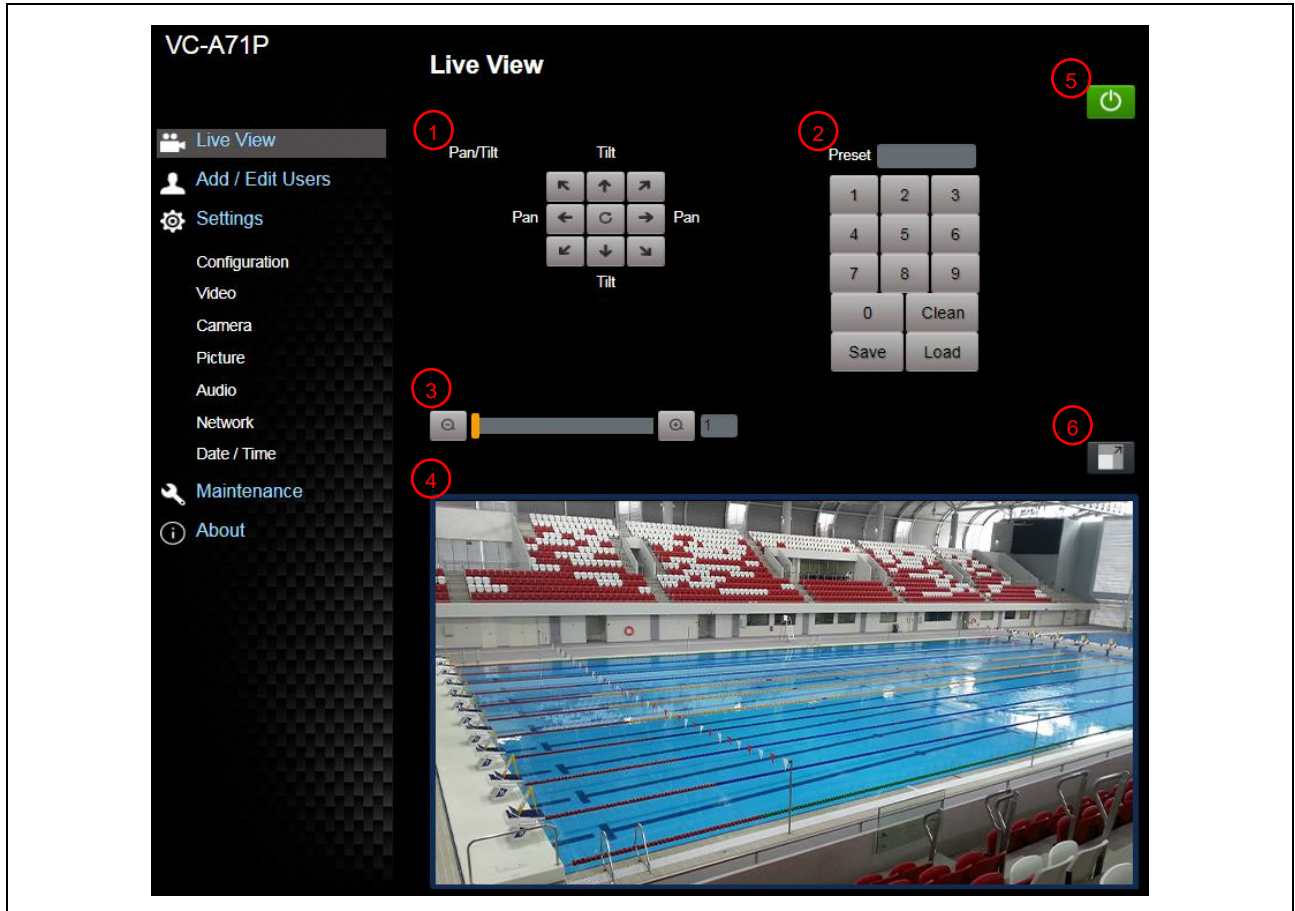 VC-A71P
Live View
5
Live View
Add / Edit Users
Settings
Configuration
Video
Camera
Picture
Audio
Network
Date / Time
Maintenance
About
1
Pan/Tilt
Tilt
Pan
Pan
Tilt
2
Preset
1 2 3
4 5 6
7 8 9
0 Clean
Save Load
3
1
6
4